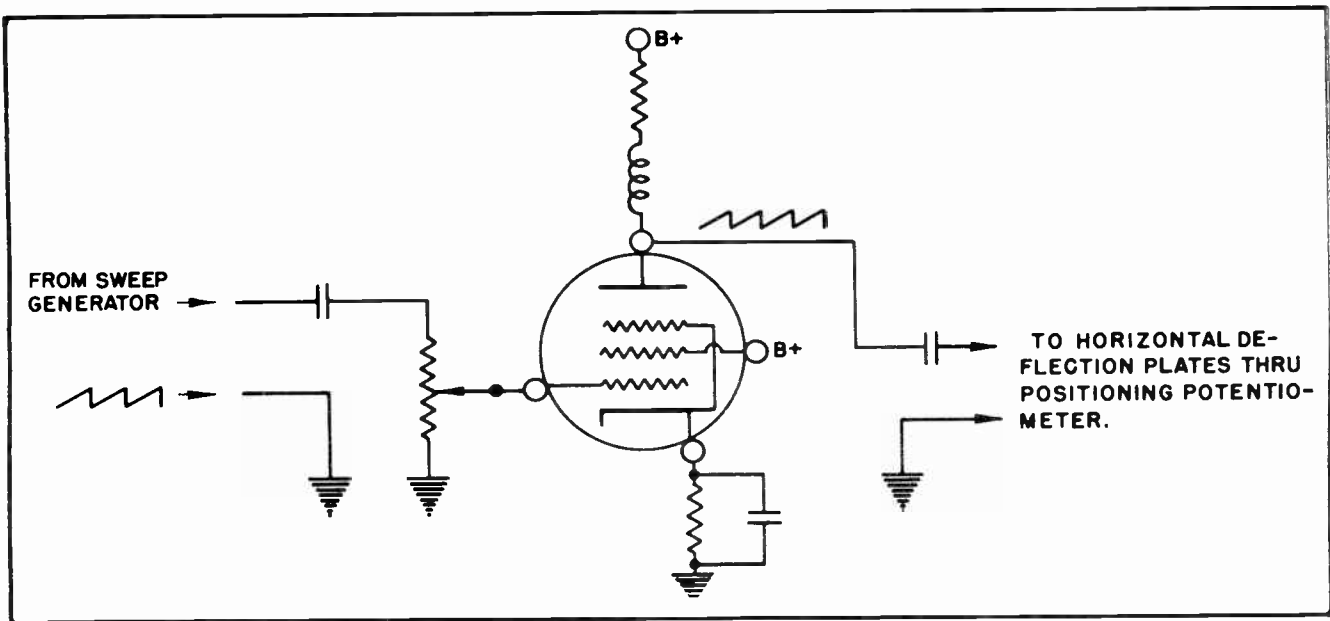 B+
FROM SWEEP
GENERATOR
B+
TO HORIZONTAL DE-
FLECTION PLATES THRU
POSITIONING POTENTIO-
METER.